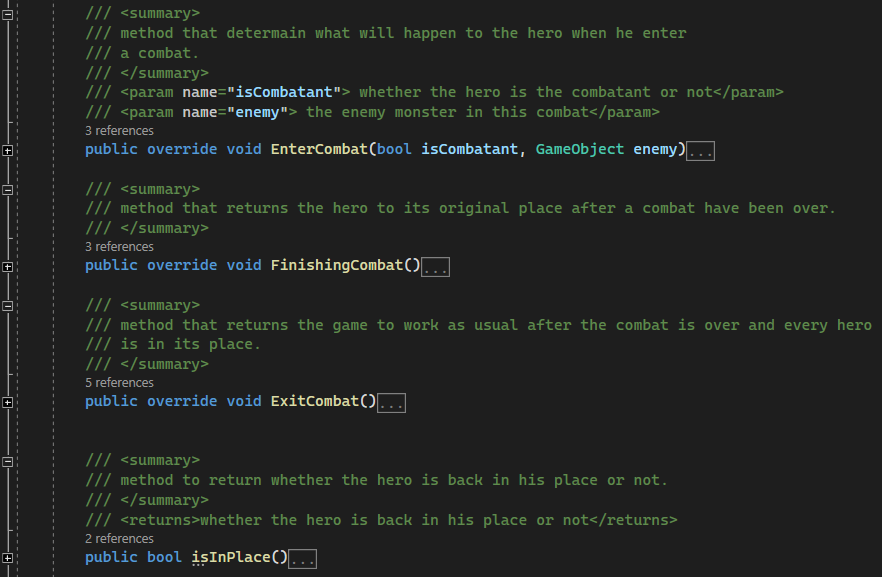 /// <summary>
/// method that determain what will happen to the hero when he enter
/// a combat.
/// </summary>
/// <param name="isCombatant"> whether the hero is the combatant or not</param>
/// <param name="enemy"> the enemy monster in this combat</param>
3 references
public override void EnterCombat(bool isCombatant, GameObject enemy)...
/// <summary>
/// method that returns the hero to its original place after a combat have been over.
/// </summary>
3 references
public override void FinishingCombat()...
/// <summary>
/// method that returns the game to work as usual after the combat is over and every hero
/// is in its place.
/// </summary>
5 references
public override void ExitCombat()...
/// <summary>
/// method to return whether the hero is back in his place or not.
/// </summary>
/// <returns>whether the hero is back in his place or not</returns>
2 references
public bool isInPlace()...